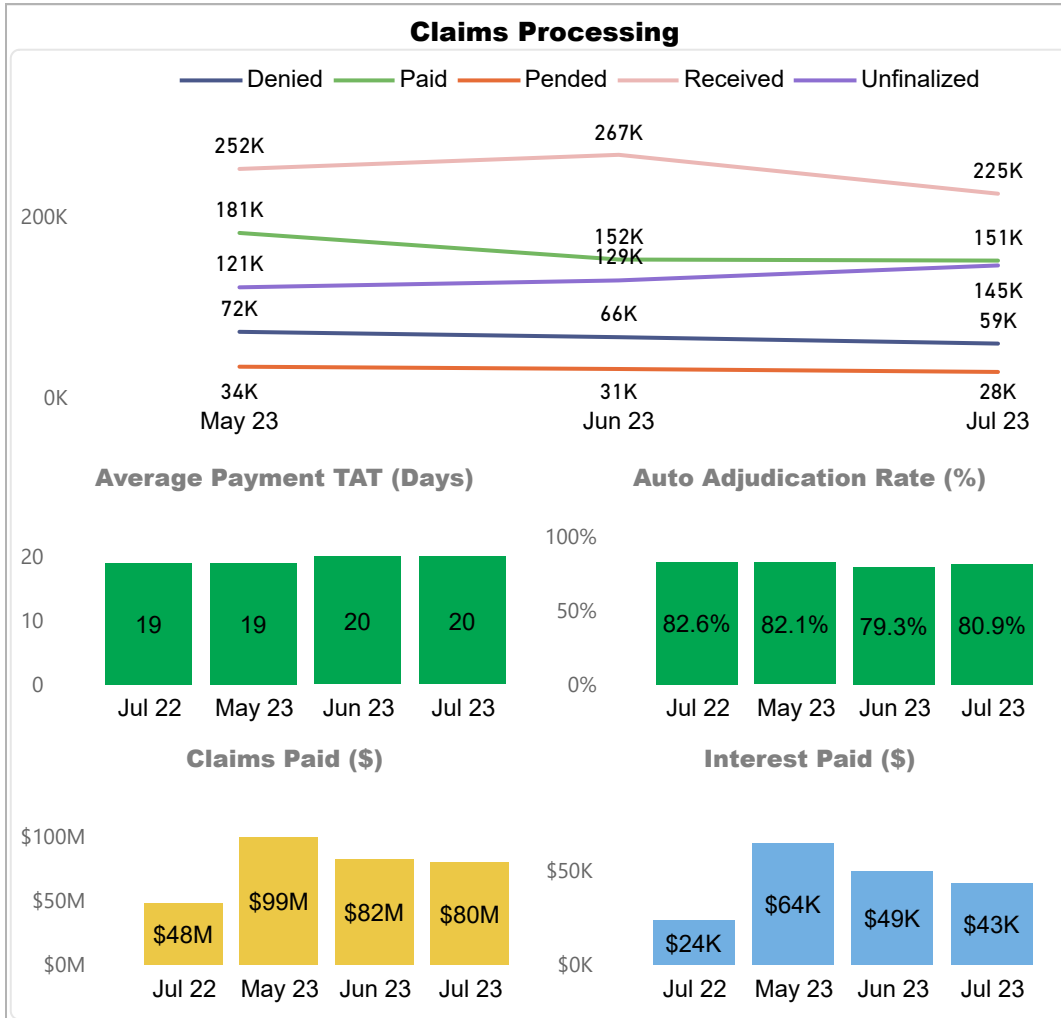 Claims Processing
Denied Paid Pended Received Unfinalized
267K
252K
225K
200K
181K
152K
151K
129K
121K
145K
72K
66K
59K
34K
31K
28K
0K
May 23 Jun 23 Jul 23
Average Payment TAT (Days)
20
10
0
19 19 20 20
Jul 22 May 23 Jun 23 Jul 23
Auto Adjudication Rate (%)
100%
50%
0%
82.6% 82.1% 79.3% 80.9%
Jul 22 May 23 Jun 23 Jul 23
Claims Paid ($)
$100M
$50M
$0M
$48M $99M $82M $80M
Jul 22 May 23 Jun 23 Jul 23
Interest Paid ($)
$50K
$0K
$24K $64K $49K $43K
Jul 22 May 23 Jun 23 Jul 23